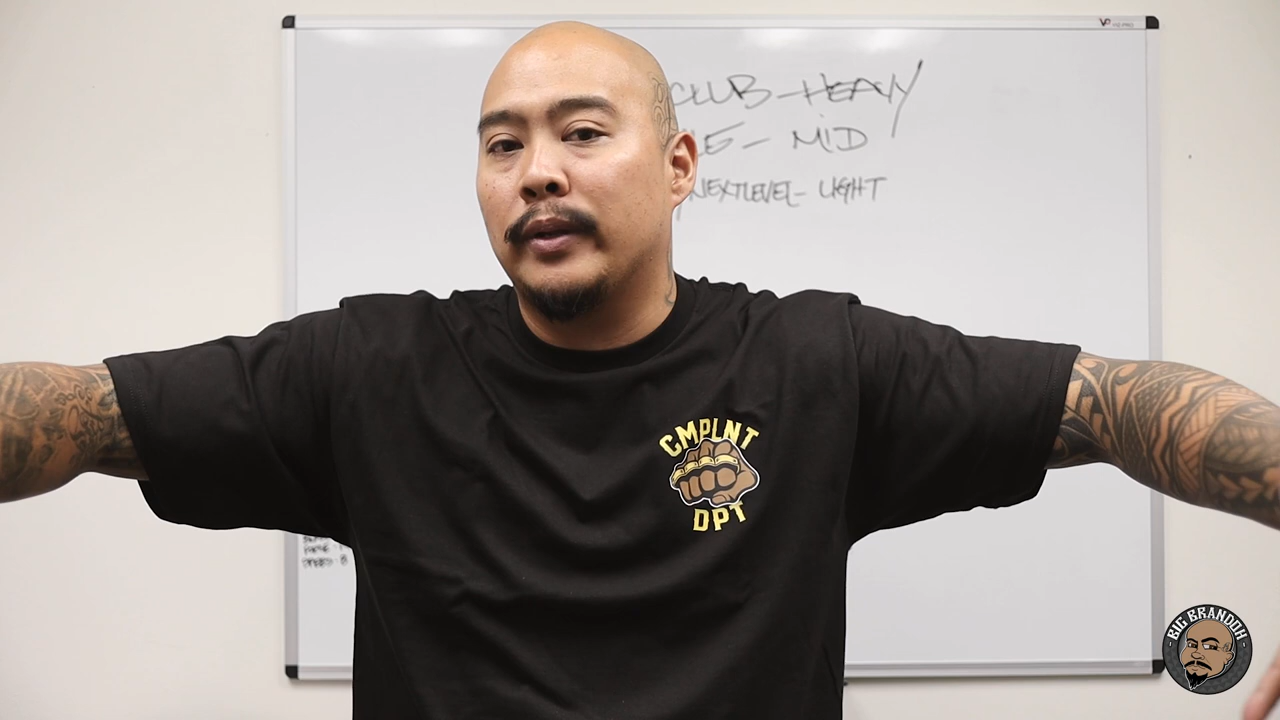 CLUB - HEAVY
- MID
NEXTLEVEL - LIGHT
CMPLNT
DPT
- BIG BRANDOH -